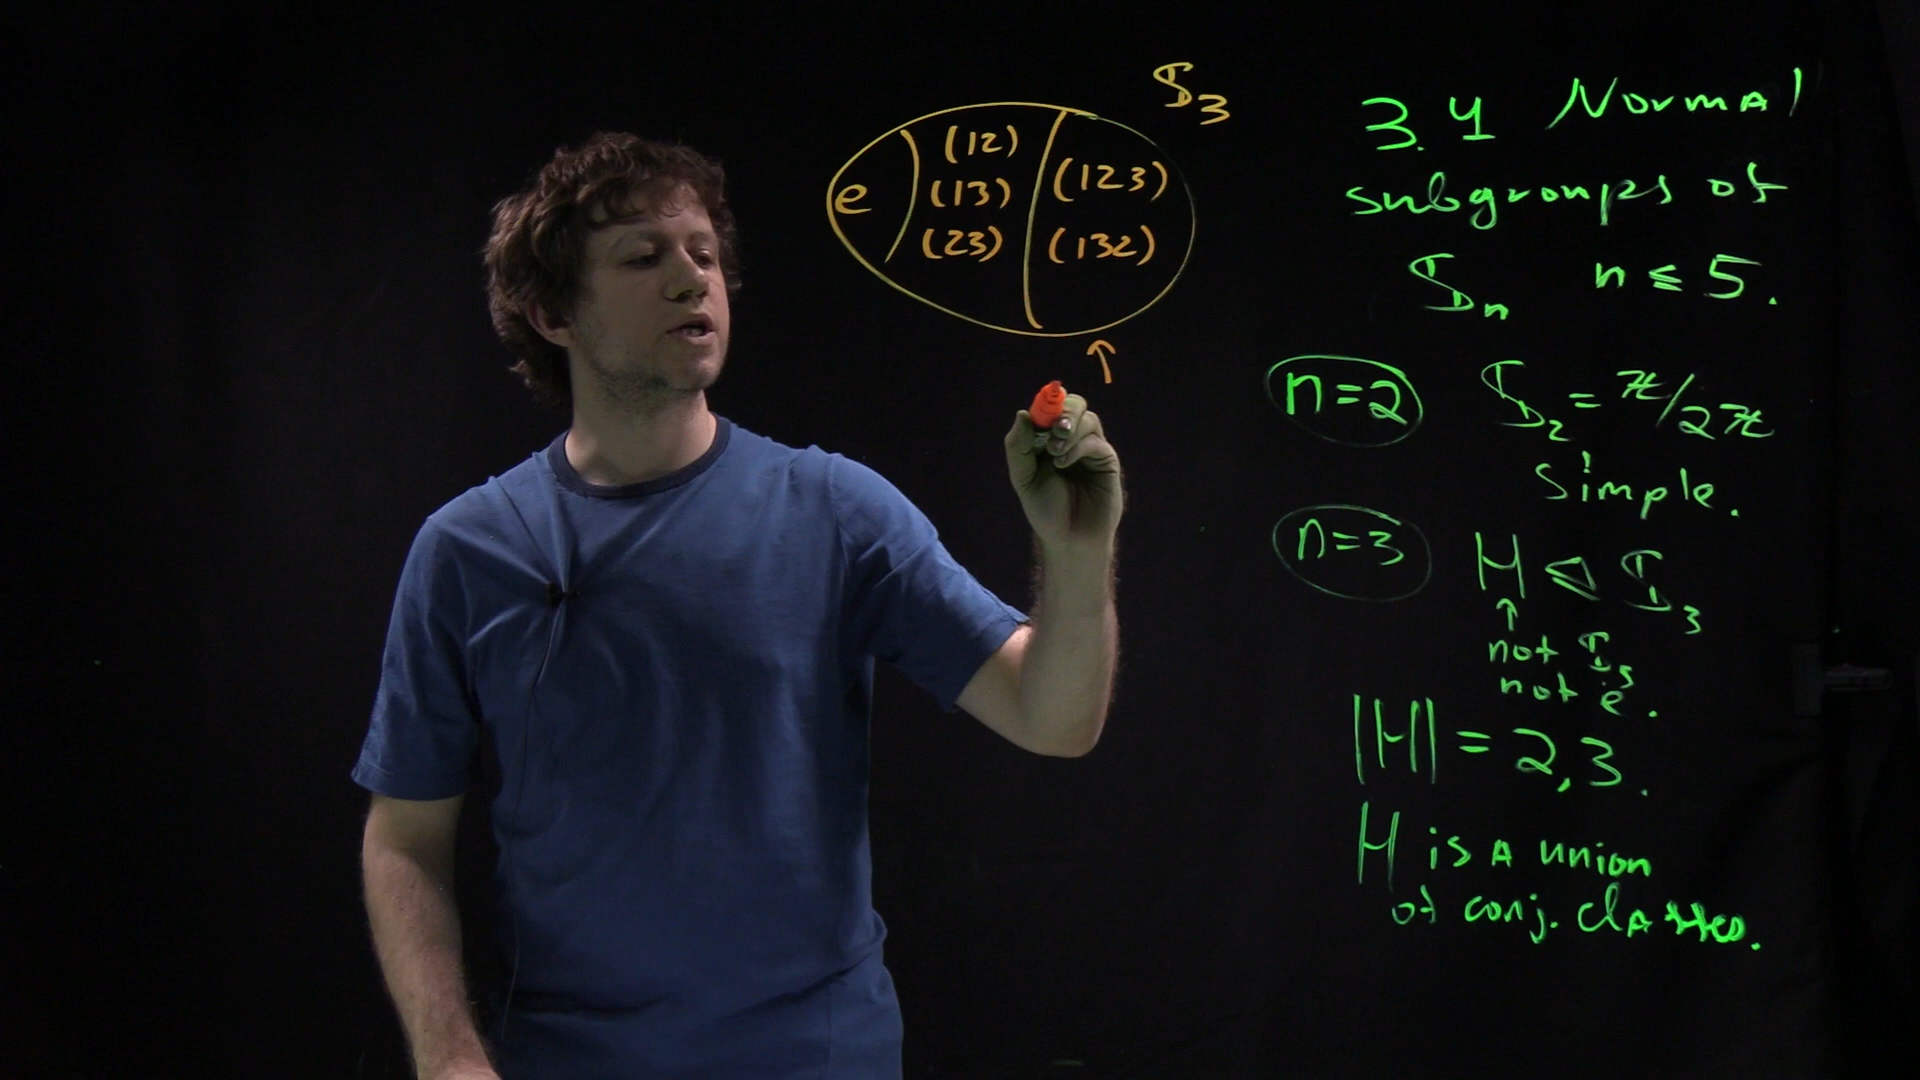 S₃
e (12) (13) (23) (123) (132)
↑
3.4 Normal
subgroups of
Sₙ n ≤ 5.
n=2 S₂ = ℤ/2ℤ
simple.
n=3 H ◁ S₃
↑
not S₃
not e.
|H| = 2,3.
H is a union
of conj. classes.